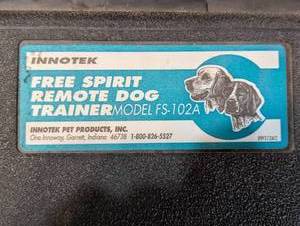 INNOTEK
FREE SPIRIT
REMOTE DOG
TRAINER MODEL FS-102A
INNOTEK PET PRODUCTS, INC.
One Innoway, Garrett, Indiana 46738 1-800-826-5527